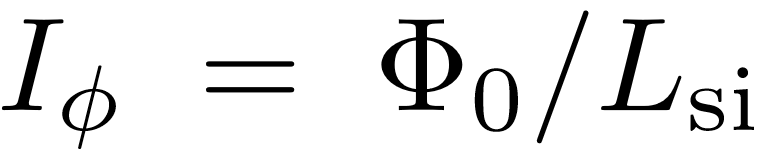 I_ϕ = Φ_0/L_si